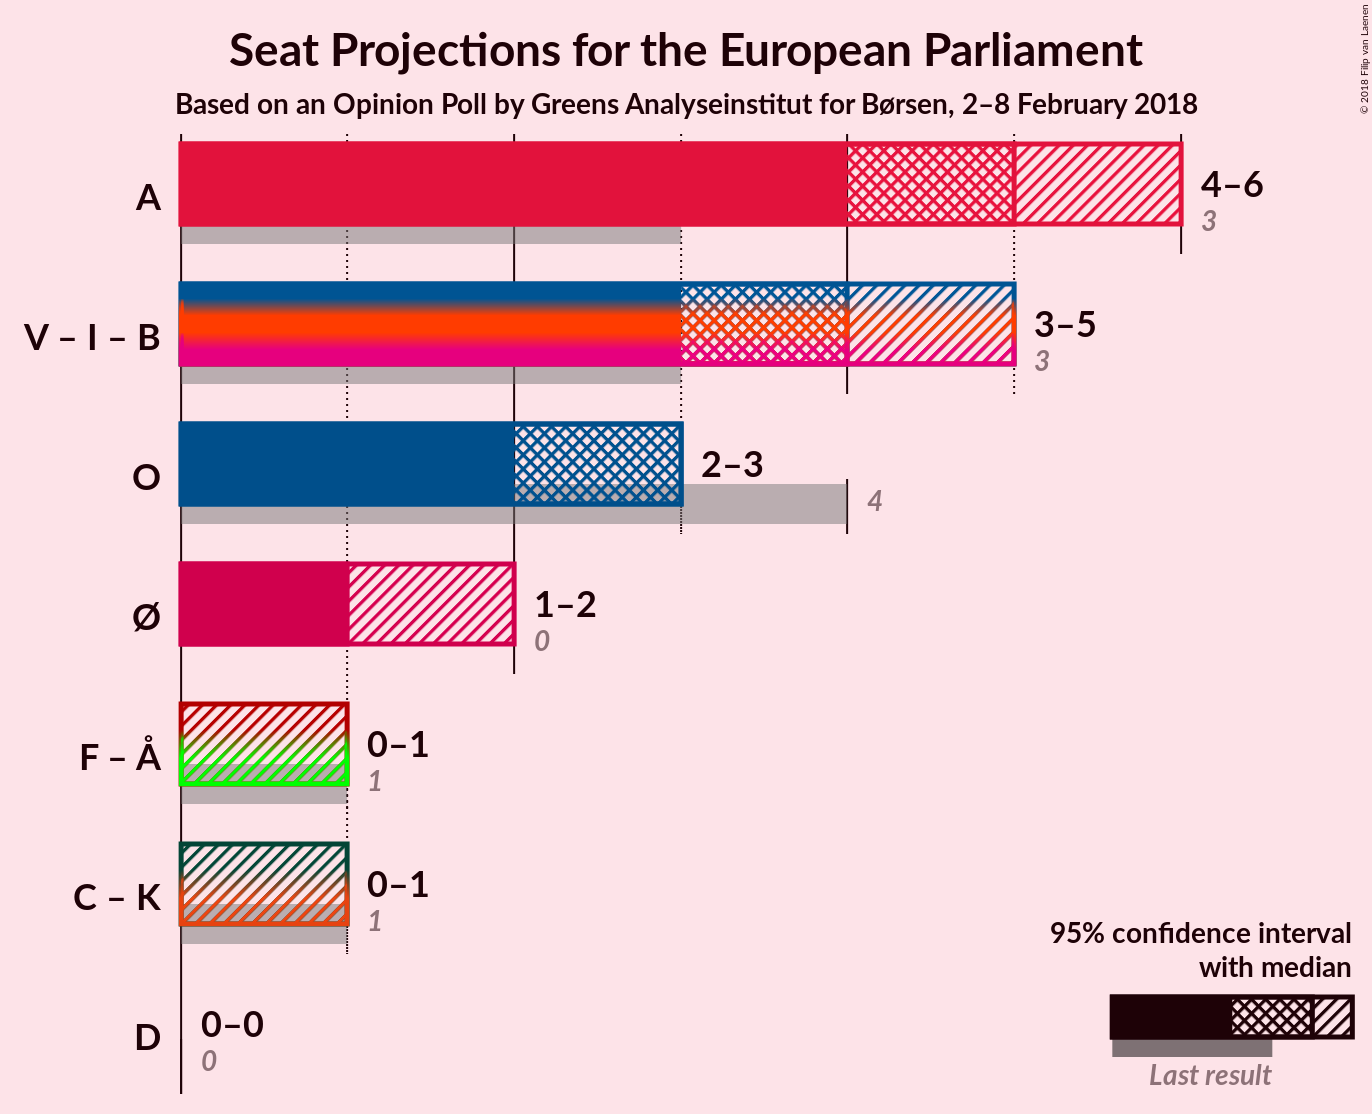 Seat Projections for the European Parliament
Based on an Opinion Poll by Greens Analyseinstitut for Børsen, 2–8 February 2018
© 2018 Filip van Laenen
A
4–6
3
V – I – B
3–5
3
O
2–3
4
Ø
1–2
0
F – Å
0–1
1
C – K
0–1
1
D
0–0
0
95% confidence interval
with median
Last result